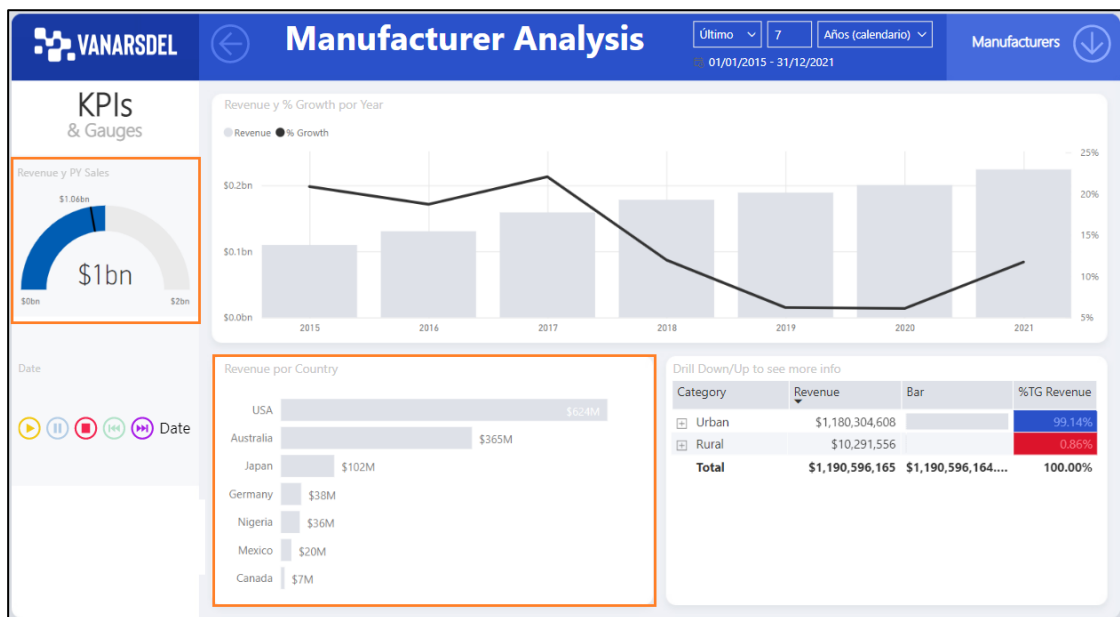 VANARSDEL
Manufacturer Analysis
Último 7 Años (calendario)
01/01/2015 - 31/12/2021
Manufacturers
KPIs
& Gauges
Revenue y PY Sales
$1.06bn
$1bn
$0bn $2bn
Date
Date
Revenue y % Growth por Year
Revenue % Growth
$0.2bn
$0.1bn
$0.0bn
25%
20%
15%
10%
5%
2015 2016 2017 2018 2019 2020 2021
Revenue por Country
USA $624M
Australia $365M
Japan $102M
Germany $38M
Nigeria $36M
Mexico $20M
Canada $7M
Drill Down/Up to see more info
Category Revenue Bar %TG Revenue
Urban $1,180,304,608 99.14%
Rural $10,291,556 0.86%
Total $1,190,596,165 $1,190,596,164.... 100.00%